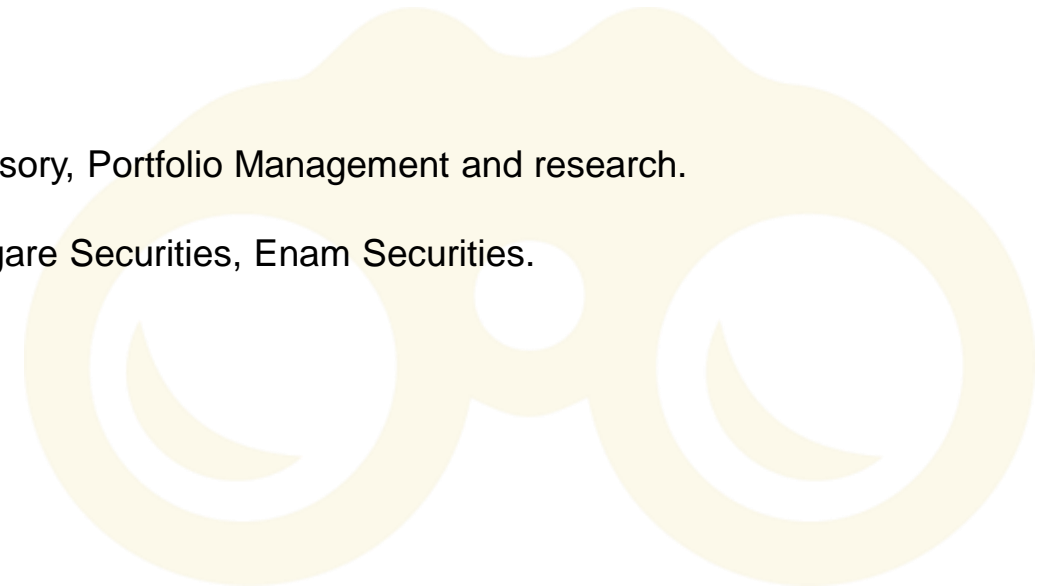 sory, Portfolio Management and research.
gare Securities, Enam Securities.